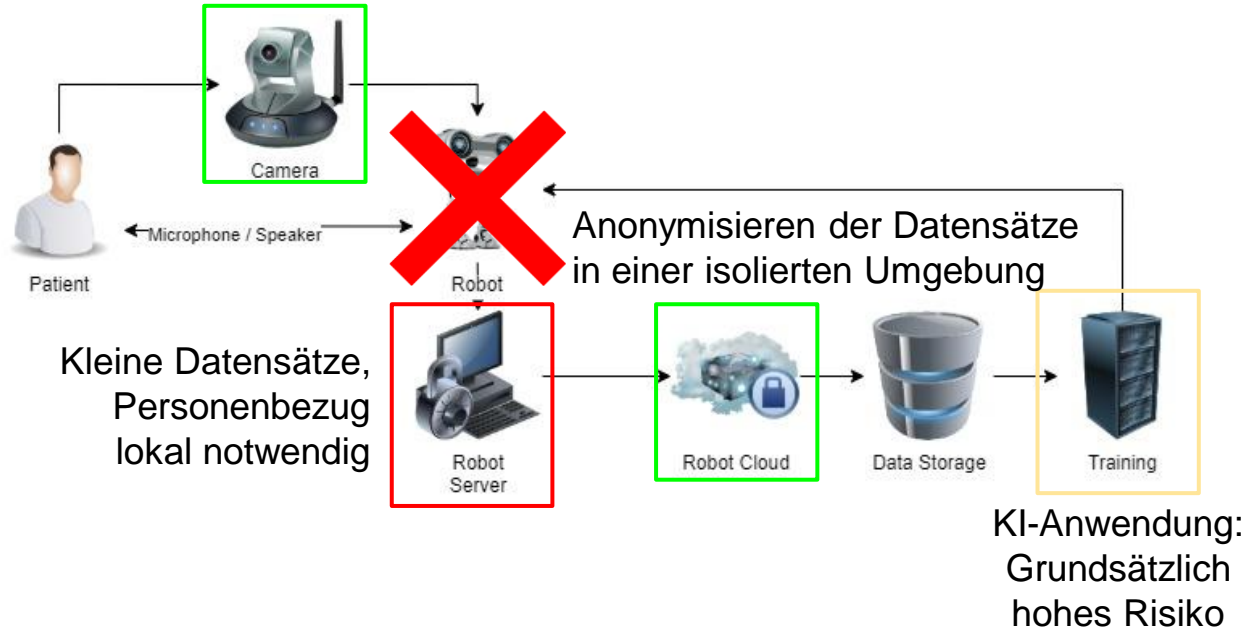 Camera
Microphone / Speaker
Patient
Robot
Anonymisieren der Datensätze
in einer isolierten Umgebung
Kleine Datensätze,
Personenbezug
lokal notwendig
Robot
Server
Robot Cloud
Data Storage
Training
KI-Anwendung:
Grundsätzlich
hohes Risiko